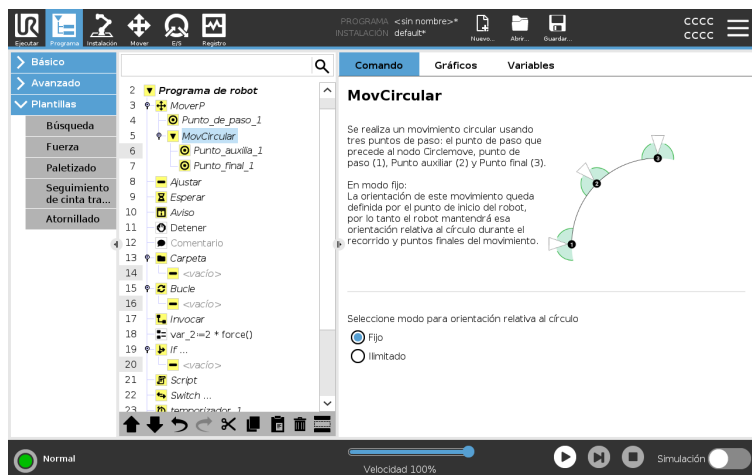 UR
Ejecutar
Programa
Instalación
Mover
E/S
Registro
PROGRAMA <sin nombre>*
INSTALACIÓN default*
Nuevo...
Abrir...
Guardar...
CCCC
CCCC
Básico
Avanzado
Plantillas
Búsqueda
Fuerza
Paletizado
Seguimiento
de cinta tra...
Atornillado
2 Programa de robot
3 MoverP
4 Punto_de_paso_1
5 MovCircular
6 Punto_auxilia_1
7 Punto_final_1
8 Ajustar
9 Esperar
10 Aviso
11 Detener
12 Comentario
13 Carpeta
14 <vacío>
15 Bucle
16 <vacío>
17 Invocar
18 var_2:=2 * force()
19 If ...
20 <vacío>
21 Script
22 Switch ...
23 temporizador_1
Comando
Gráficos
Variables
MovCircular
Se realiza un movimiento circular usando
tres puntos de paso: el punto de paso que
precede al nodo Circlemove, punto de
paso (1), Punto auxiliar (2) y Punto final (3).
En modo fijo:
La orientación de este movimiento queda
definida por el punto de inicio del robot,
por lo tanto el robot mantendrá esa
orientación relativa al círculo durante el
recorrido y puntos finales del movimiento.
3
2
1
Seleccione modo para orientación relativa al círculo
Fijo
Ilimitado
Normal
Velocidad 100%
Simulación